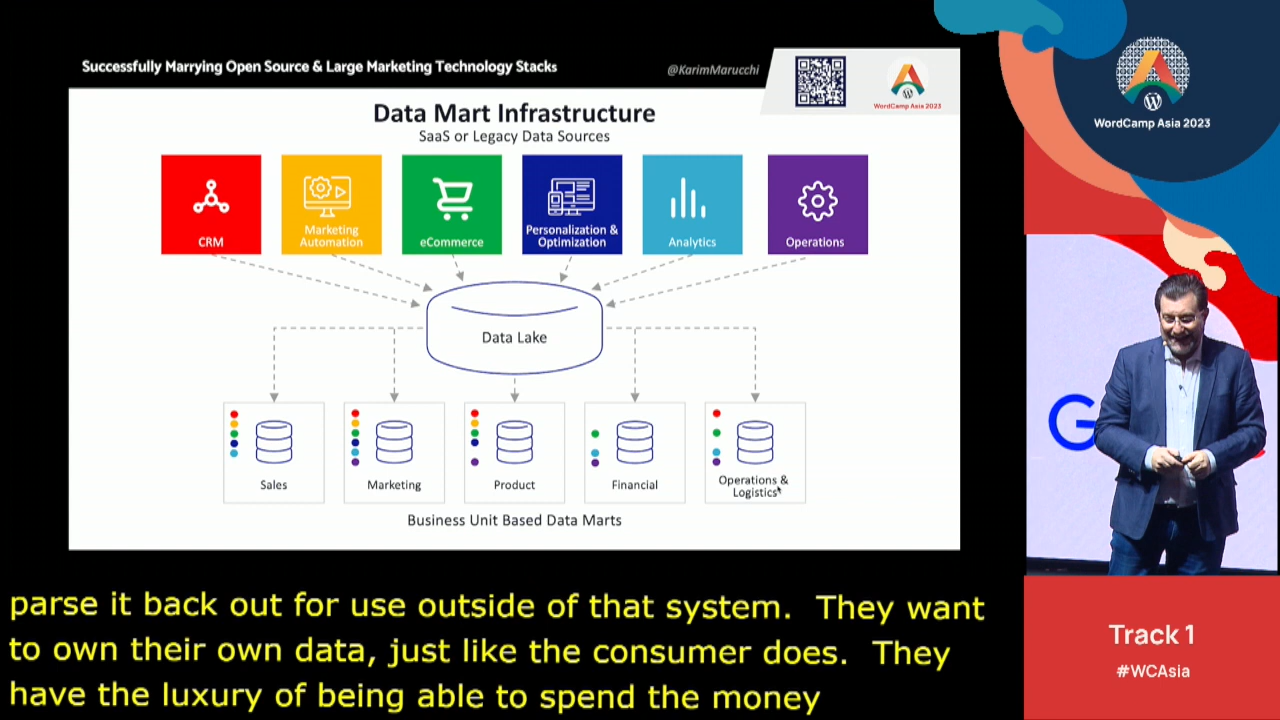 Successfully Marrying Open Source & Large Marketing Technology Stacks
@KarimMarucchi
WordCamp Asia 2023
Data Mart Infrastructure
SaaS or Legacy Data Sources
CRM
Marketing
Automation
eCommerce
Personalization &
Optimization
Analytics
Operations
Data Lake
Sales
Marketing
Product
Financial
Operations &
Logistics
Business Unit Based Data Marts
parse it back out for use outside of that system. They want
to own their own data, just like the consumer does. They
have the luxury of being able to spend the money
WordCamp Asia 2023
G
Track 1
#WCAsia